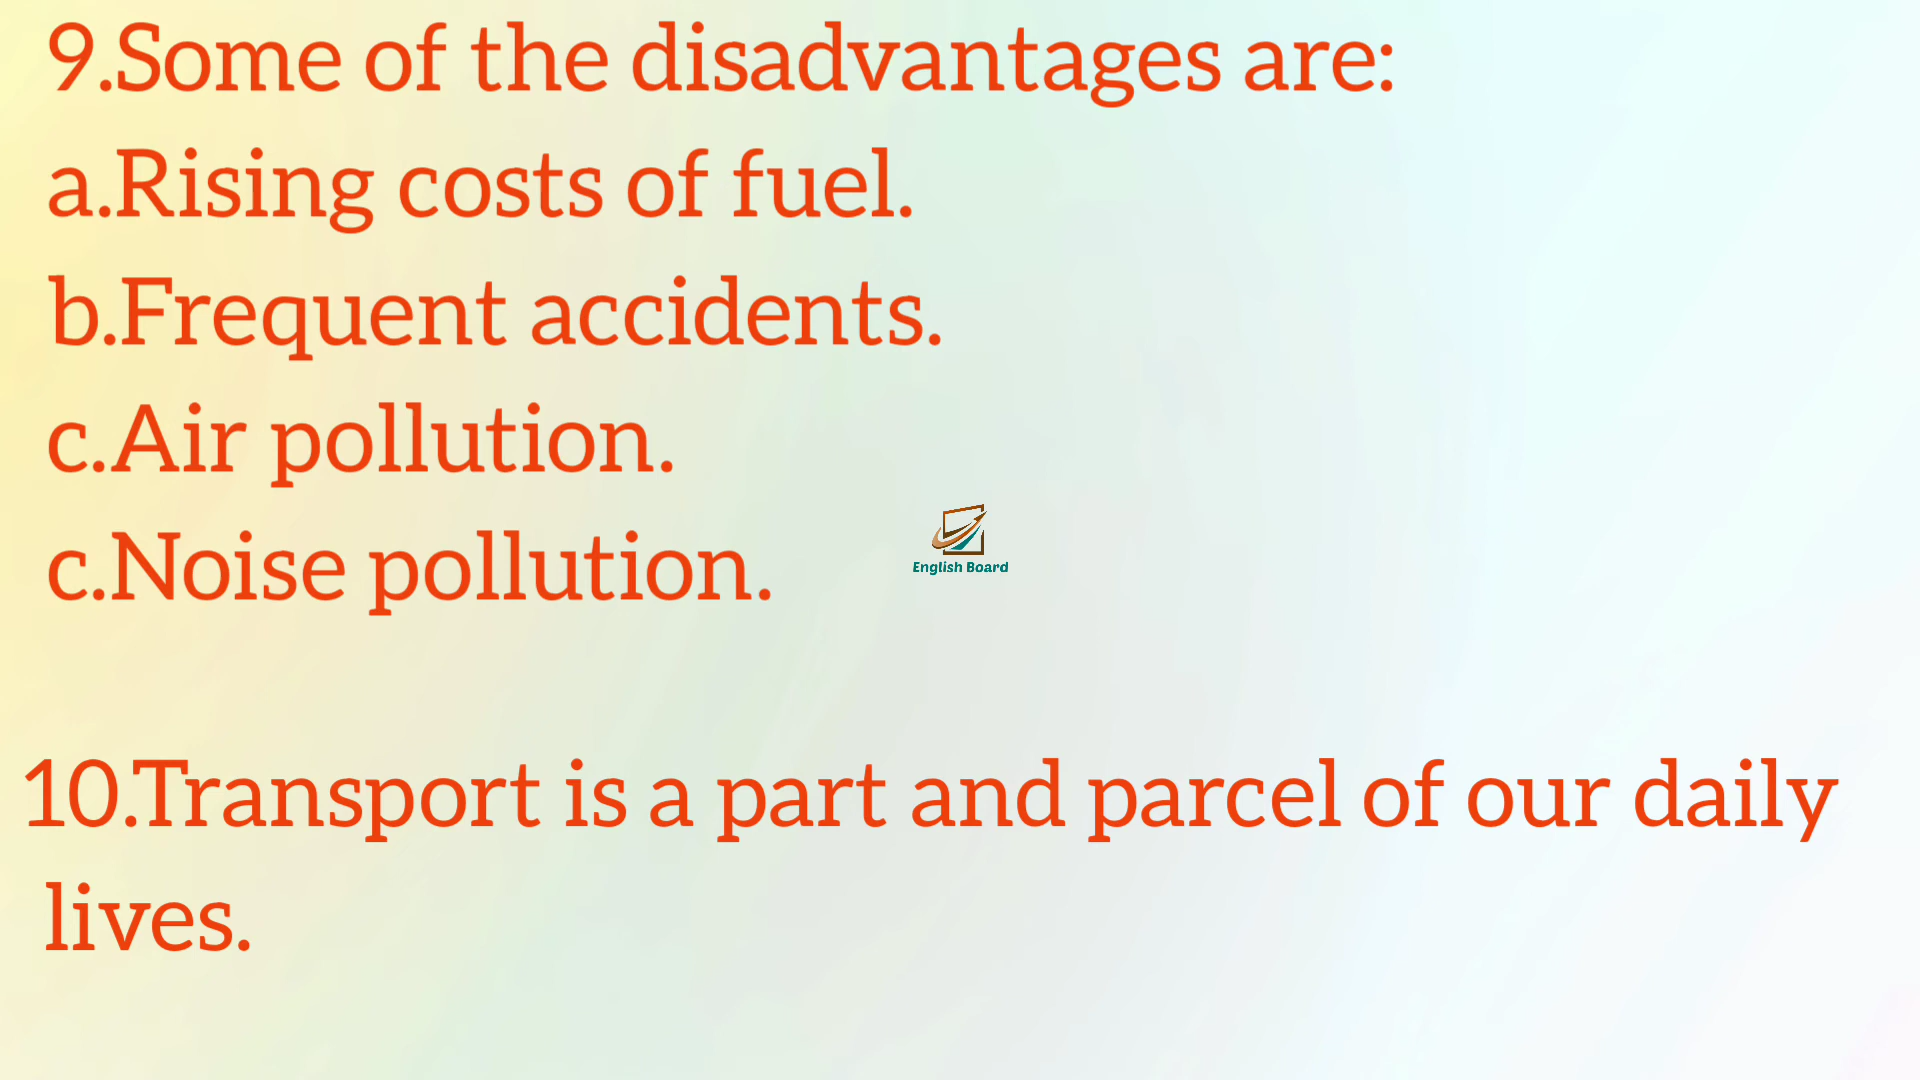 9.Some of the disadvantages are:
a.Rising costs of fuel.
b.Frequent accidents.
c.Air pollution.
c.Noise pollution.
English Board
10.Transport is a part and parcel of our daily
lives.